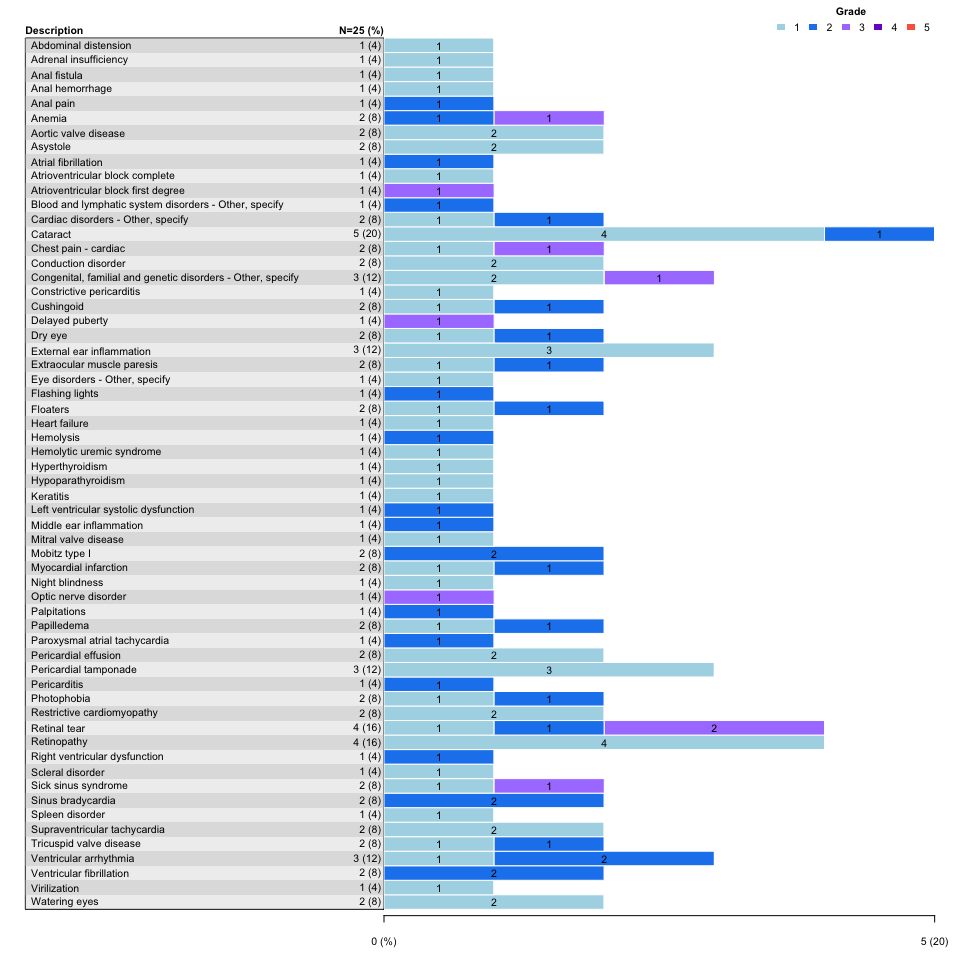 Grade
1 2 3 4 5
Description N=25 (%)
Abdominal distension 1 (4) 1
Adrenal insufficiency 1 (4) 1
Anal fistula 1 (4) 1
Anal hemorrhage 1 (4) 1
Anal pain 1 (4) 1
Anemia 2 (8) 1 1
Aortic valve disease 2 (8) 2
Asystole 2 (8) 2
Atrial fibrillation 1 (4) 1
Atrioventricular block complete 1 (4) 1
Atrioventricular block first degree 1 (4) 1
Blood and lymphatic system disorders - Other, specify 1 (4) 1
Cardiac disorders - Other, specify 2 (8) 1 1
Cataract 5 (20) 4 1
Chest pain - cardiac 2 (8) 1 1
Conduction disorder 2 (8) 2
Congenital, familial and genetic disorders - Other, specify 3 (12) 2 1
Constrictive pericarditis 1 (4) 1
Cushingoid 2 (8) 1 1
Delayed puberty 1 (4) 1
Dry eye 2 (8) 1 1
External ear inflammation 3 (12) 3
Extraocular muscle paresis 2 (8) 1 1
Eye disorders - Other, specify 1 (4) 1
Flashing lights 1 (4) 1
Floaters 2 (8) 1 1
Heart failure 1 (4) 1
Hemolysis 1 (4) 1
Hemolytic uremic syndrome 1 (4) 1
Hyperthyroidism 1 (4) 1
Hypoparathyroidism 1 (4) 1
Keratitis 1 (4) 1
Left ventricular systolic dysfunction 1 (4) 1
Middle ear inflammation 1 (4) 1
Mitral valve disease 1 (4) 1
Mobitz type I 2 (8) 2
Myocardial infarction 2 (8) 1 1
Night blindness 1 (4) 1
Optic nerve disorder 1 (4) 1
Palpitations 1 (4) 1
Papilledema 2 (8) 1 1
Paroxysmal atrial tachycardia 1 (4) 1
Pericardial effusion 2 (8) 2
Pericardial tamponade 3 (12) 3
Pericarditis 1 (4) 1
Photophobia 2 (8) 1 1
Restrictive cardiomyopathy 2 (8) 2
Retinal tear 4 (16) 1 1 2
Retinopathy 4 (16) 4
Right ventricular dysfunction 1 (4) 1
Scleral disorder 1 (4) 1
Sick sinus syndrome 2 (8) 1 1
Sinus bradycardia 2 (8) 2
Spleen disorder 1 (4) 1
Supraventricular tachycardia 2 (8) 2
Tricuspid valve disease 2 (8) 1 1
Ventricular arrhythmia 3 (12) 1 2
Ventricular fibrillation 2 (8) 2
Virilization 1 (4) 1
Watering eyes 2 (8) 2
0 (%) 5 (20)